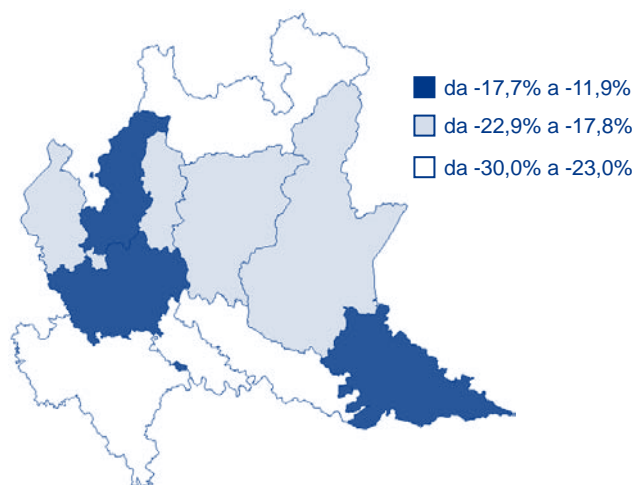 da -17,7% a -11,9%
da -22,9% a -17,8%
da -30,0% a -23,0%